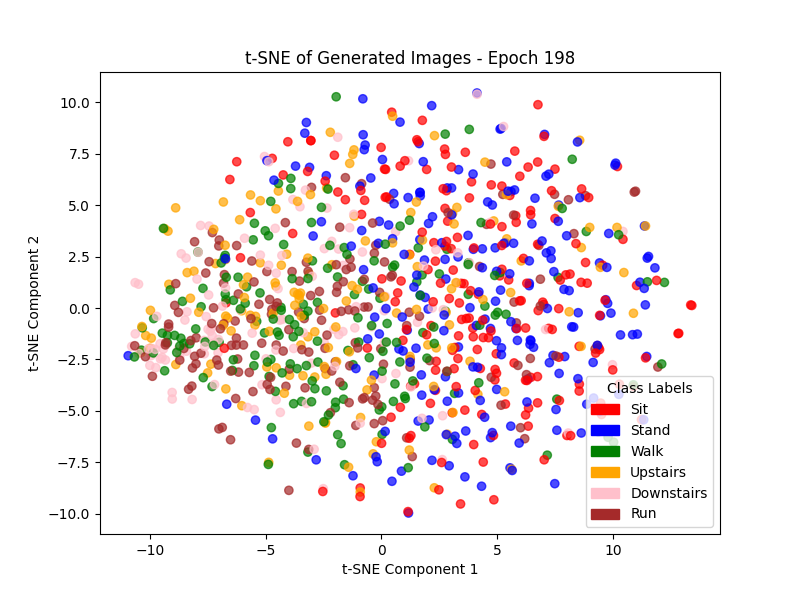 t-SNE of Generated Images - Epoch 198
10.0
7.5
5.0
2.5
0.0
−2.5
−5.0
−7.5
−10.0
t-SNE Component 2
Class Labels
Sit
Stand
Walk
Upstairs
Downstairs
Run
−10
−5
0
5
10
t-SNE Component 1